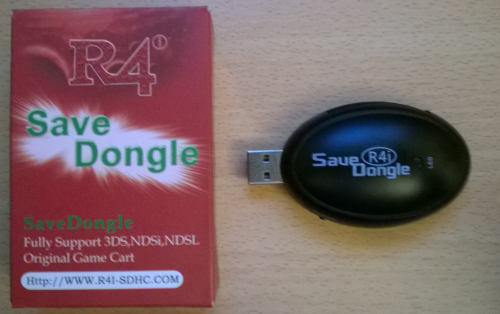 R4i
Save
Dongle
SaveDongle
Fully Support 3DS,NDSi,NDSL
Original Game Cart
Http://WWW.R4I-SDHC.COM
Save R4i
Dongle
LED